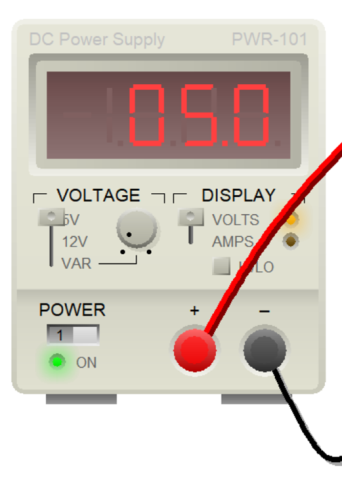 DC Power Supply PWR-101
05.0
VOLTAGE DISPLAY
5V VOLTS
12V AMPS
VAR
POWER + –
1
ON